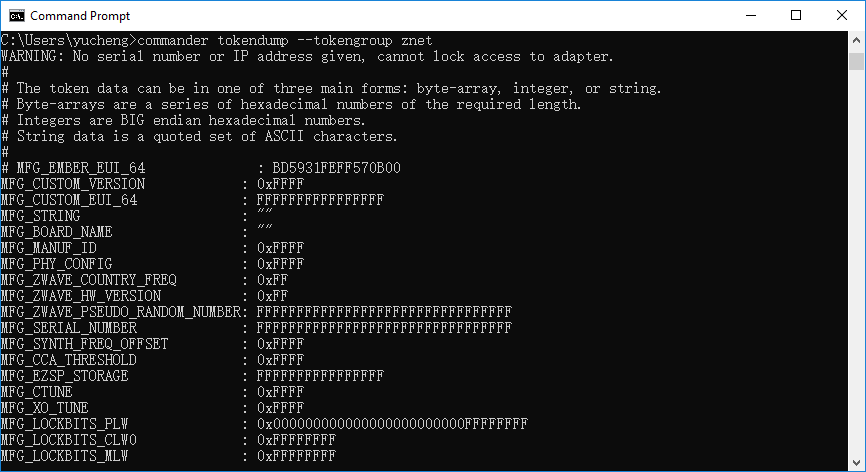 Command Prompt
C:\Users\yucheng>commander tokendump --tokengroup znet
WARNING: No serial number or IP address given, cannot lock access to adapter.
#
# The token data can be in one of three main forms: byte-array, integer, or string.
# Byte-arrays are a series of hexadecimal numbers of the required length.
# Integers are BIG endian hexadecimal numbers.
# String data is a quoted set of ASCII characters.
#
# MFG_EMBER_EUI_64 : BD5931FEFF570B00
MFG_CUSTOM_VERSION : 0xFFFF
MFG_CUSTOM_EUI_64 : FFFFFFFFFFFFFFFF
MFG_STRING : ""
MFG_BOARD_NAME : ""
MFG_MANUF_ID : 0xFFFF
MFG_PHY_CONFIG : 0xFFFF
MFG_ZWAVE_COUNTRY_FREQ : 0xFF
MFG_ZWAVE_HW_VERSION : 0xFF
MFG_ZWAVE_PSEUDO_RANDOM_NUMBER: FFFFFFFFFFFFFFFFFFFFFFFFFFFFFFFF
MFG_SERIAL_NUMBER : FFFFFFFFFFFFFFFFFFFFFFFFFFFFFFFF
MFG_SYNTH_FREQ_OFFSET : 0xFFFF
MFG_CCA_THRESHOLD : 0xFFFF
MFG_EZSP_STORAGE : FFFFFFFFFFFFFFFF
MFG_CTUNE : 0xFFFF
MFG_XO_TUNE : 0xFFFF
MFG_LOCKBITS_PLW : 0x000000000000000000000000FFFFFFFF
MFG_LOCKBITS_CLW0 : 0xFFFFFFFF
MFG_LOCKBITS_MLW : 0xFFFFFFFF